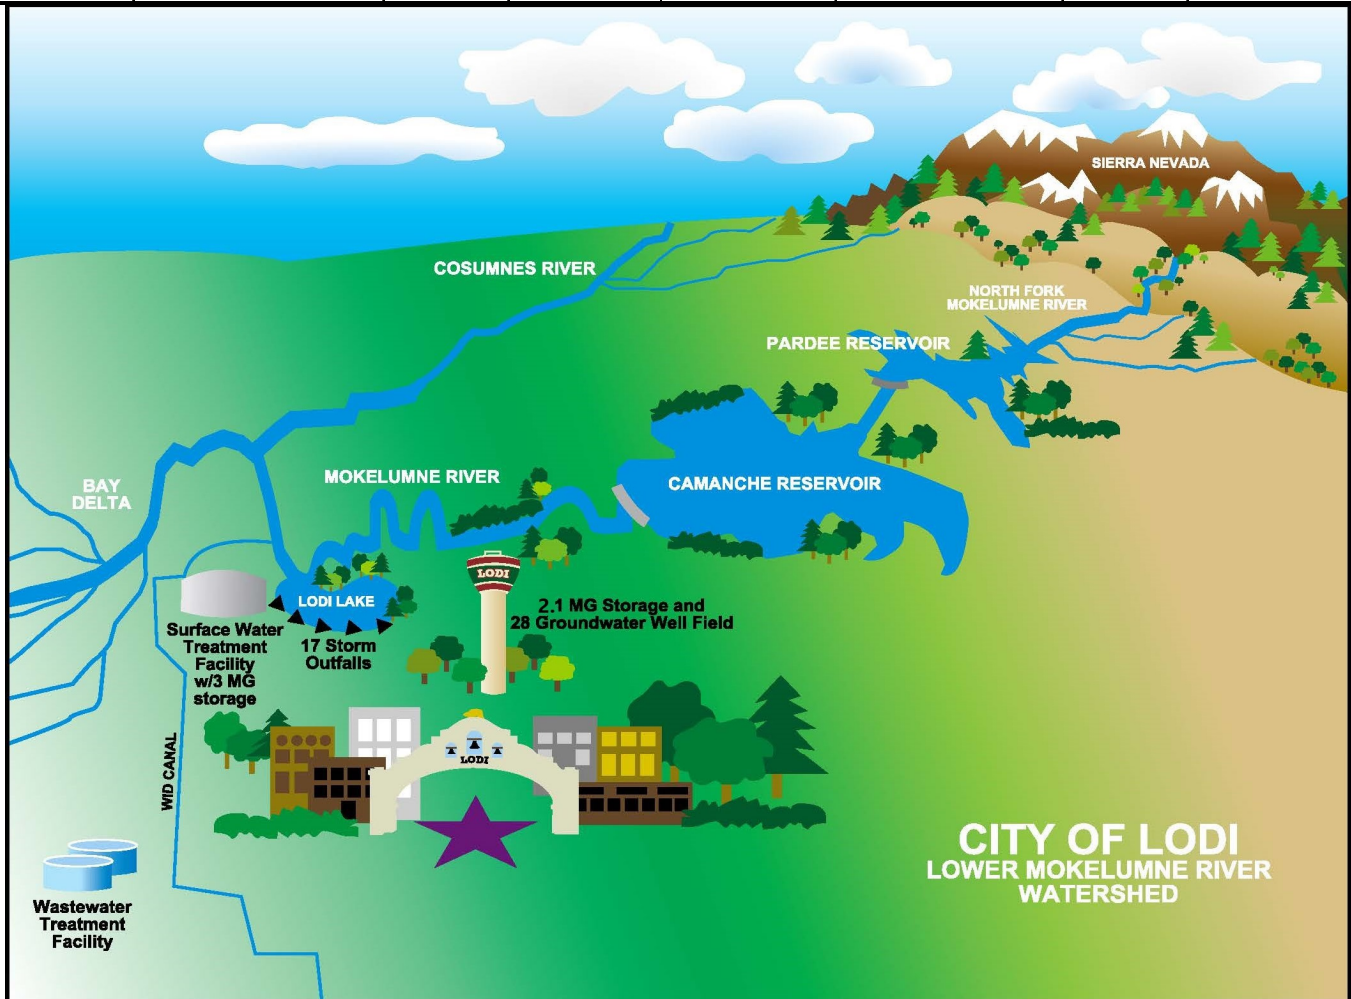 SIERRA NEVADA
COSUMNES RIVER
NORTH FORK
MOKELUMNE RIVER
PARDEE RESERVOIR
MOKELUMNE RIVER
CAMANCHE RESERVOIR
BAY
DELTA
LODI
LODI LAKE
2.1 MG Storage and
28 Groundwater Well Field
Surface Water
Treatment
Facility
w/3 MG
storage
17 Storm
Outfalls
WID CANAL
LODI
CITY OF LODI
LOWER MOKELUMNE RIVER
WATERSHED
Wastewater
Treatment
Facility